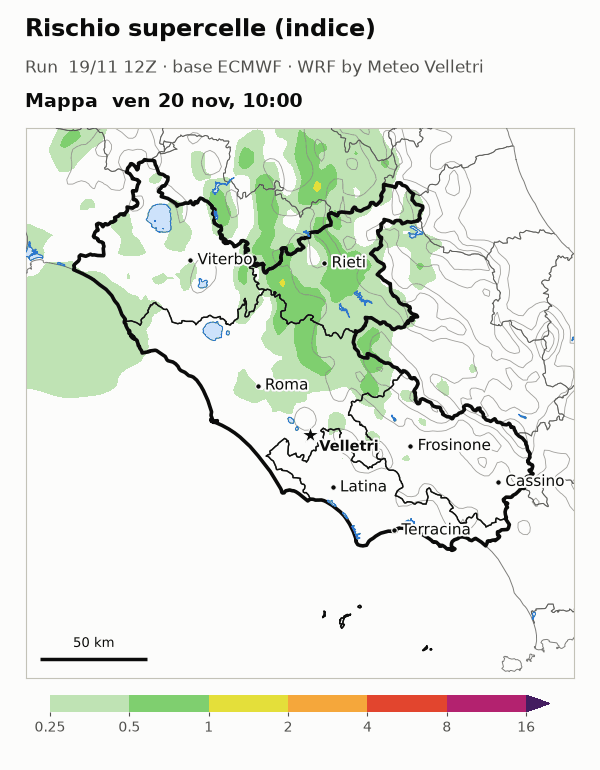 Rischio supercelle (indice)
Run  19/11 12Z · base ECMWF · WRF by Meteo Velletri
Mappa  ven 20 nov, 10:00
Viterbo
Rieti
Roma
Velletri
Frosinone
Cassino
Latina
Terracina
50 km
0.25 0.5 1 2 4 8 16